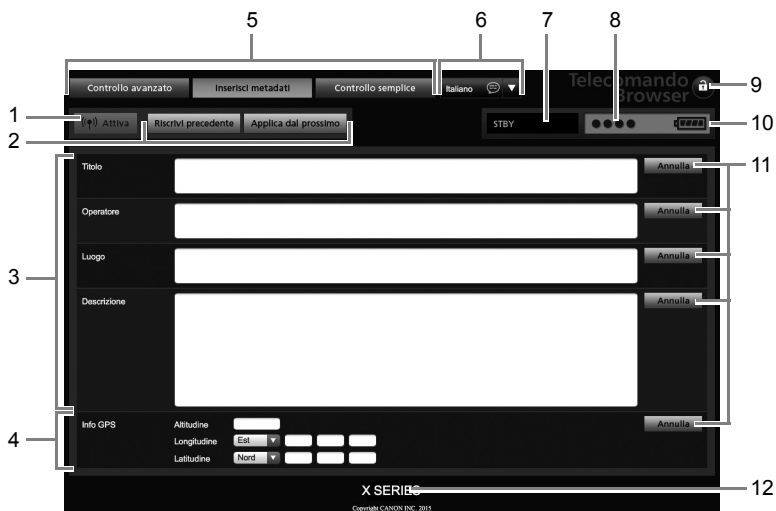 5
6
7
8
Controllo avanzato
Inserisci metadati
Controllo semplice
Italiano
Telecomando
Browser
9
1
Attiva
Riscrivi precedente
Applica dal prossimo
STBY
10
2
Titolo
Annulla
11
Operatore
Annulla
3
Luogo
Annulla
Descrizione
Annulla
4
Info GPS
Altitudine
Annulla
Longitudine
Est
Latitudine
Nord
X SERIES
12
Copyright CANON INC. 2015